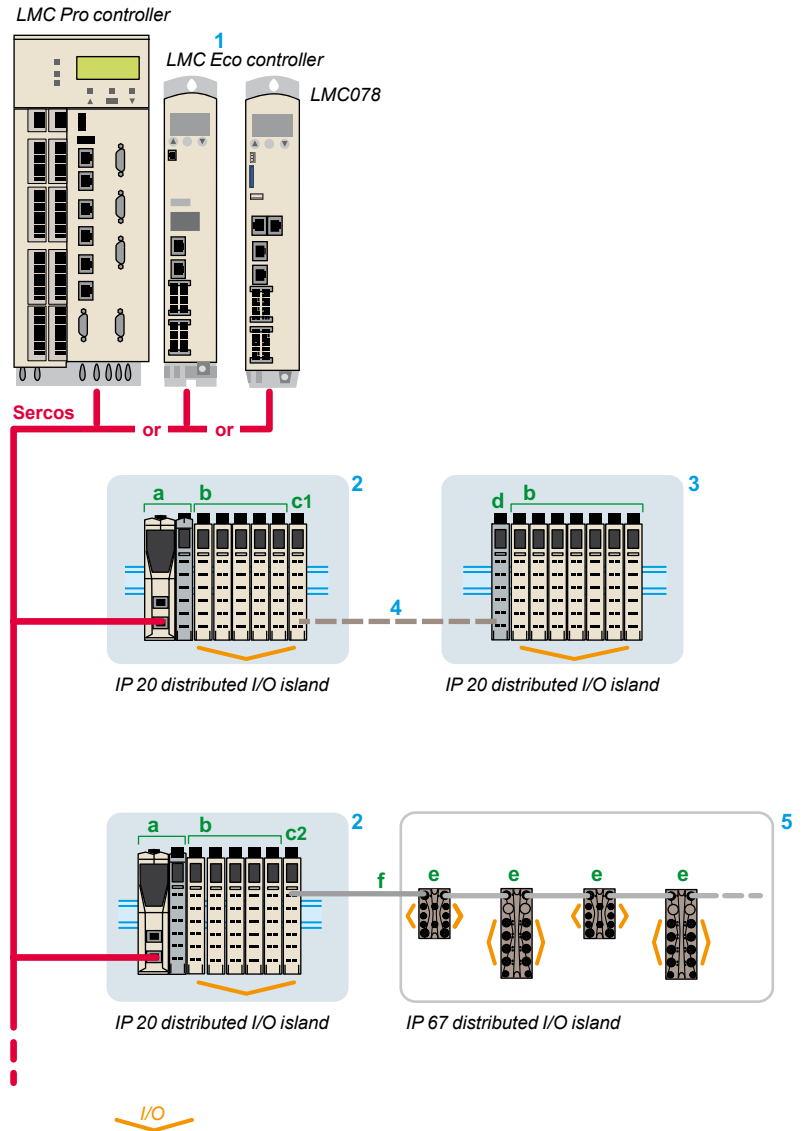 LMC Pro controller
1
LMC Eco controller
LMC078
Sercos
or or
a b c1 2
d b 3
4
IP 20 distributed I/O island
IP 20 distributed I/O island
a b c2 2
5
f e e e e
IP 20 distributed I/O island
IP 67 distributed I/O island
I/O